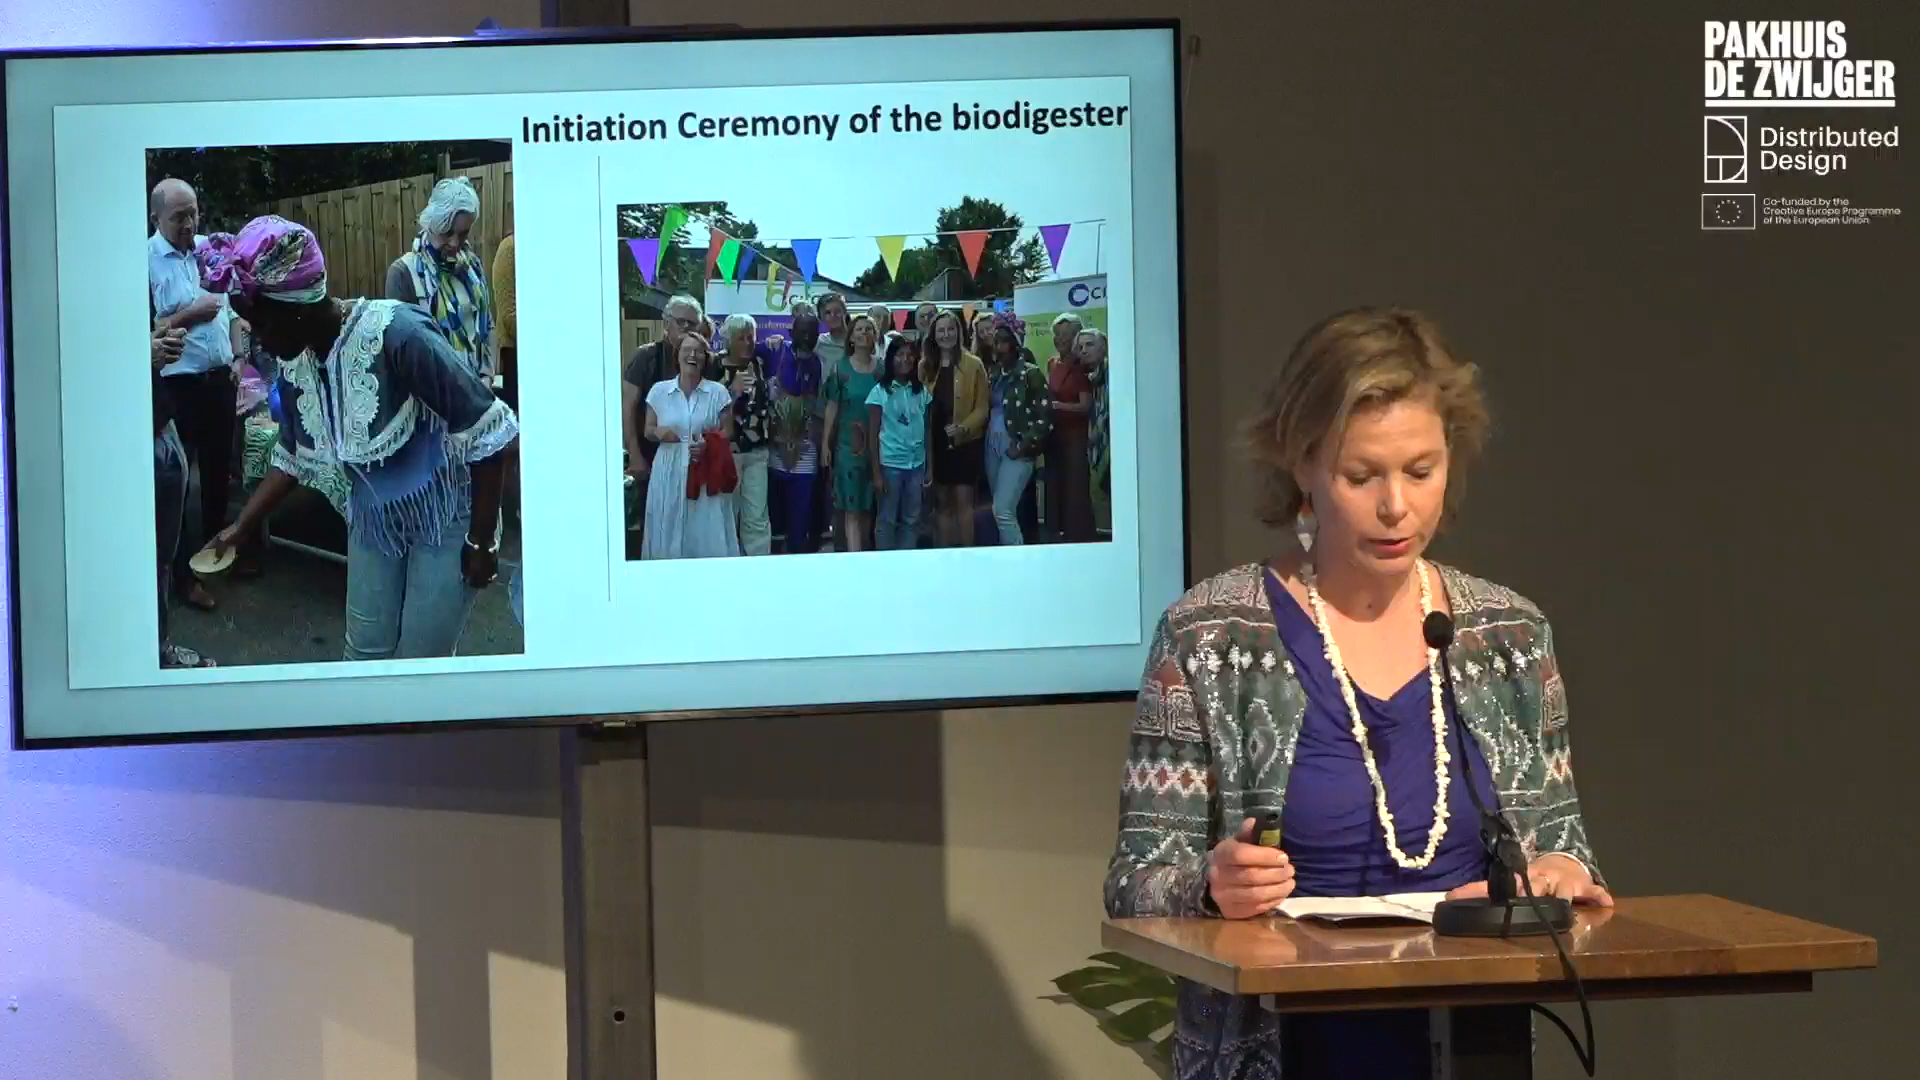 Initiation Ceremony of the biodigester
PAKHUIS
DE ZWIJGER
Distributed
Design
Co-funded by the
Creative Europe Programme
of the European Union